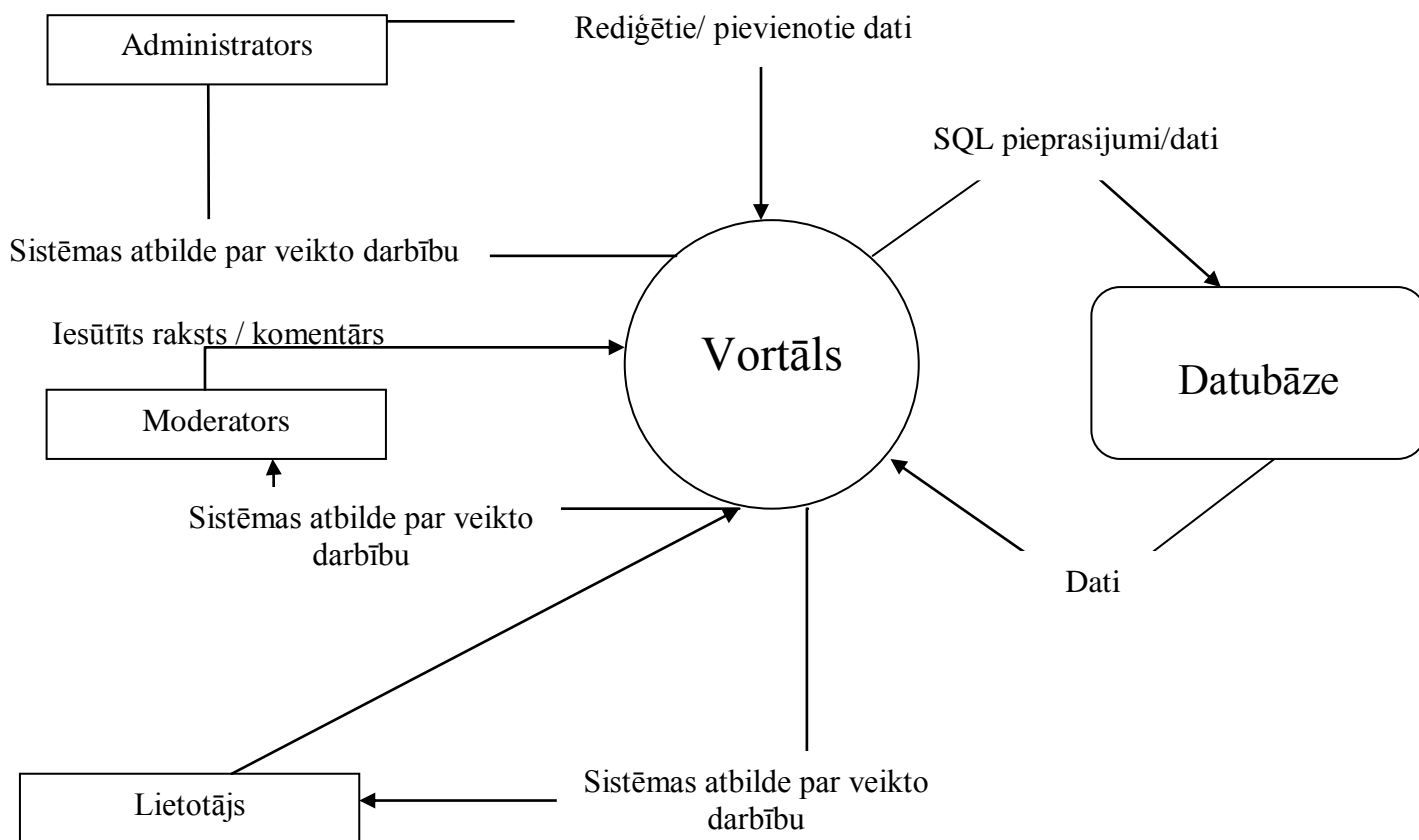 Rediģētie/ pievienotie dati
Administrators
SQL pieprasijumi/dati
Sistēmas atbilde par veikto darbību
Iesūtīts raksts / komentārs
Vortāls
Datubāze
Moderators
Sistēmas atbilde par veikto
darbību
Dati
Sistēmas atbilde par veikto
darbību
Lietotājs